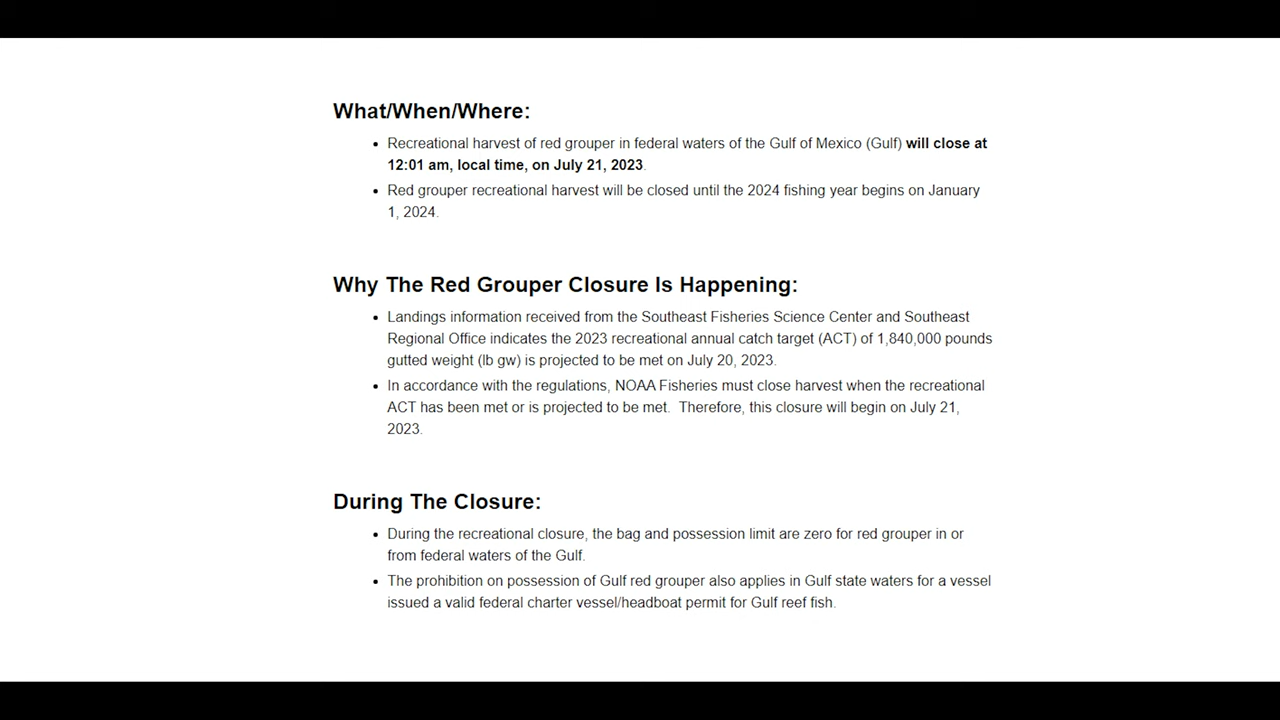 What/When/Where:
• Recreational harvest of red grouper in federal waters of the Gulf of Mexico (Gulf) will close at
12:01 am, local time, on July 21, 2023.
• Red grouper recreational harvest will be closed until the 2024 fishing year begins on January
1, 2024.
Why The Red Grouper Closure Is Happening:
• Landings information received from the Southeast Fisheries Science Center and Southeast
Regional Office indicates the 2023 recreational annual catch target (ACT) of 1,840,000 pounds
gutted weight (lb gw) is projected to be met on July 20, 2023.
• In accordance with the regulations, NOAA Fisheries must close harvest when the recreational
ACT has been met or is projected to be met.  Therefore, this closure will begin on July 21,
2023.
During The Closure:
• During the recreational closure, the bag and possession limit are zero for red grouper in or
from federal waters of the Gulf.
• The prohibition on possession of Gulf red grouper also applies in Gulf state waters for a vessel
issued a valid federal charter vessel/headboat permit for Gulf reef fish.